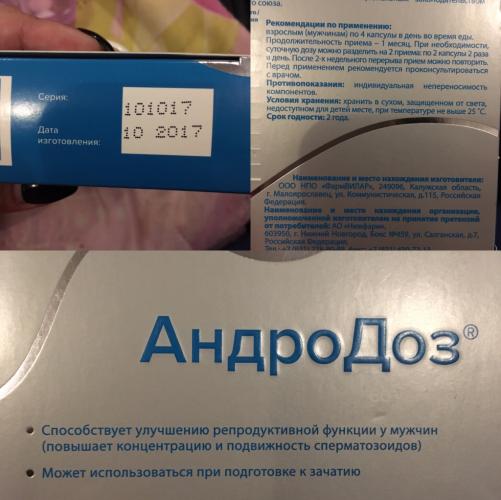 Серия:
101017
Дата
изготовления:
10 2017
союза.
Рекомендации по применению:
взрослым (мужчинам) по 4 капсулы в день во время еды.
Продолжительность приема – 1 месяц. При необходимости,
суточную дозу можно разделить на 2 приема: по 2 капсулы 2 раза
в день. После 2-х недельного перерыва прием можно повторить.
Перед применением рекомендуется проконсультироваться
с врачом.
Противопоказания: индивидуальная непереносимость
компонентов.
Условия хранения: хранить в сухом, защищенном от света,
недоступном для детей месте, при температуре не выше 25 °С.
Срок годности: 2 года.
Наименование и место нахождения изготовителя:
ООО НПО «ФармВИЛАР», 249096, Калужская область,
г. Малоярославец, ул. Коммунистическая, д.115, Российская
Федерация.
Наименование и место нахождения организации,
уполномоченной изготовителем на принятие претензий
от потребителей: АО «Нижфарм»,
603950, г. Нижний Новгород, Бокс №459, ул. Салганская, д.7,
Российская Федерация.
АндроДоз®
• Способствует улучшению репродуктивной функции у мужчин
(повышает концентрацию и подвижность сперматозоидов)
• Может использоваться при подготовке к зачатию